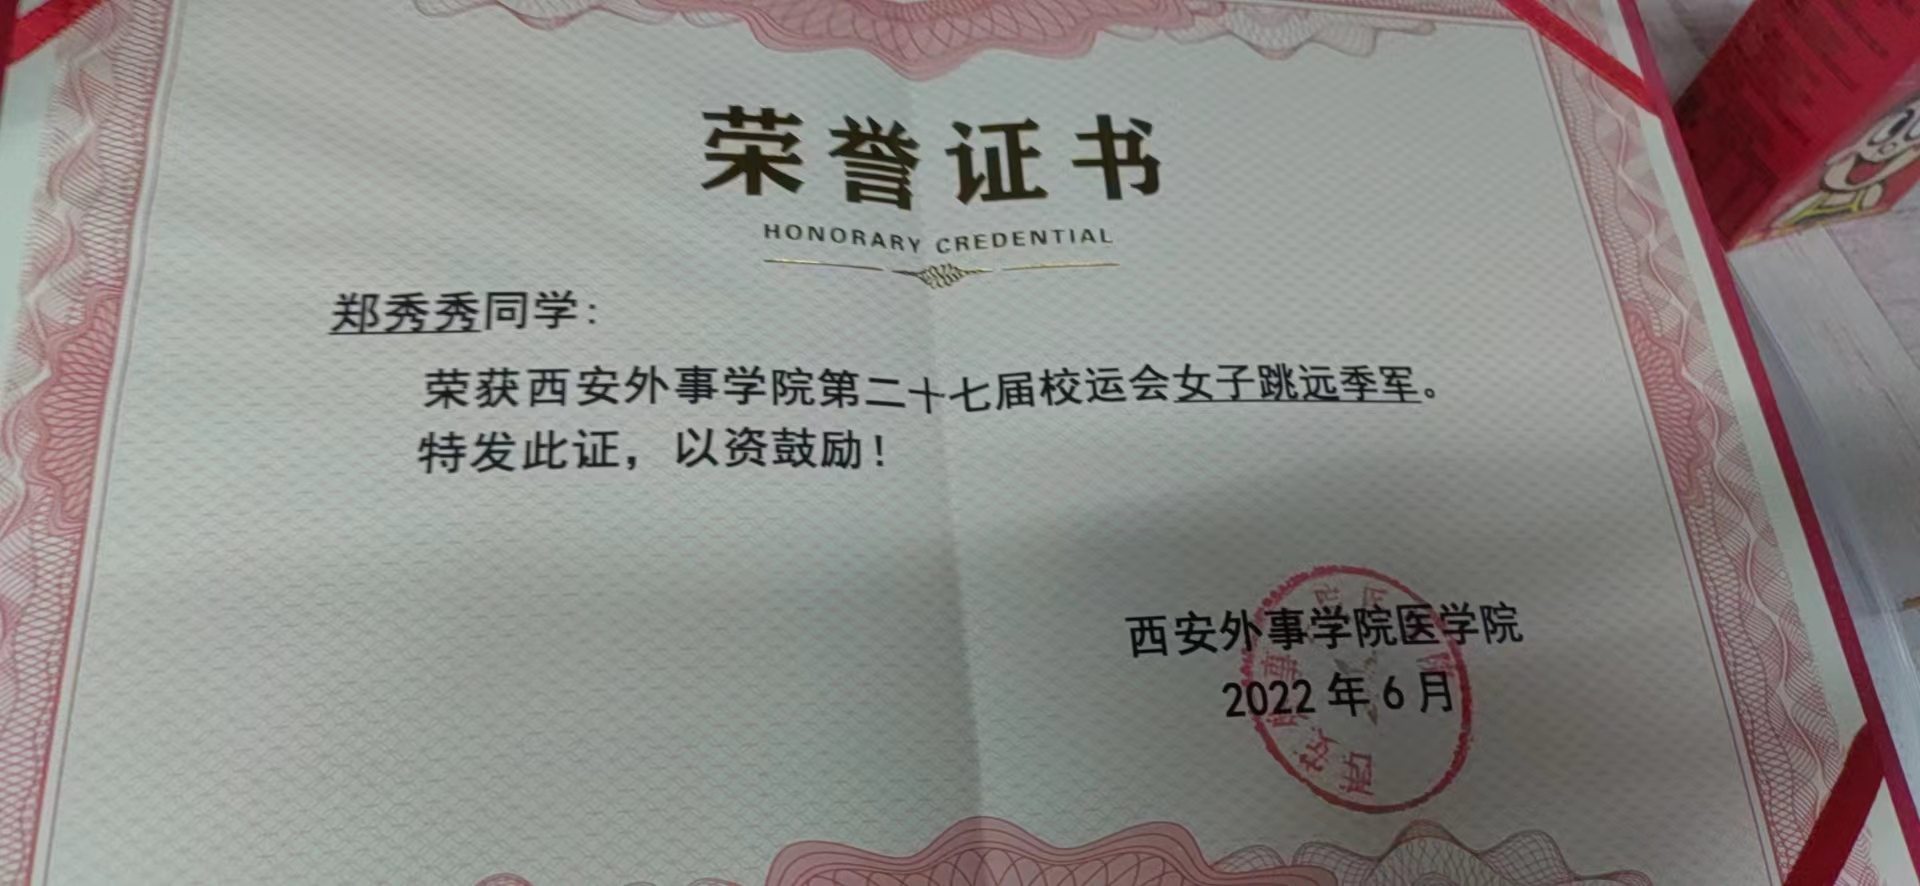 荣誉证书
HONORARY CREDENTIAL
郑秀秀同学：
荣获西安外事学院第二十七届校运会女子跳远季军。
特发此证，以资鼓励！
西安外事学院医学院
2022年6月